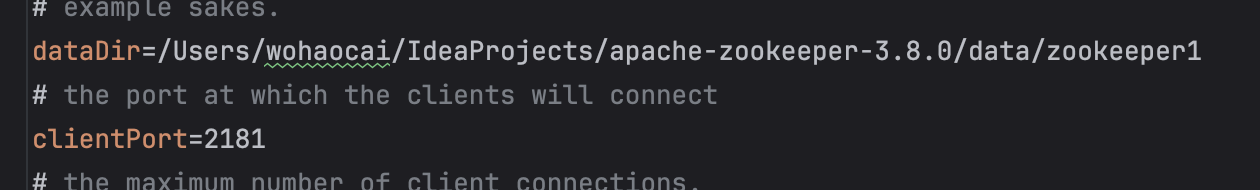 # example sakes.
dataDir=/Users/wohaocai/IdeaProjects/apache-zookeeper-3.8.0/data/zookeeper1
# the port at which the clients will connect
clientPort=2181
# the maximum number of client connections.